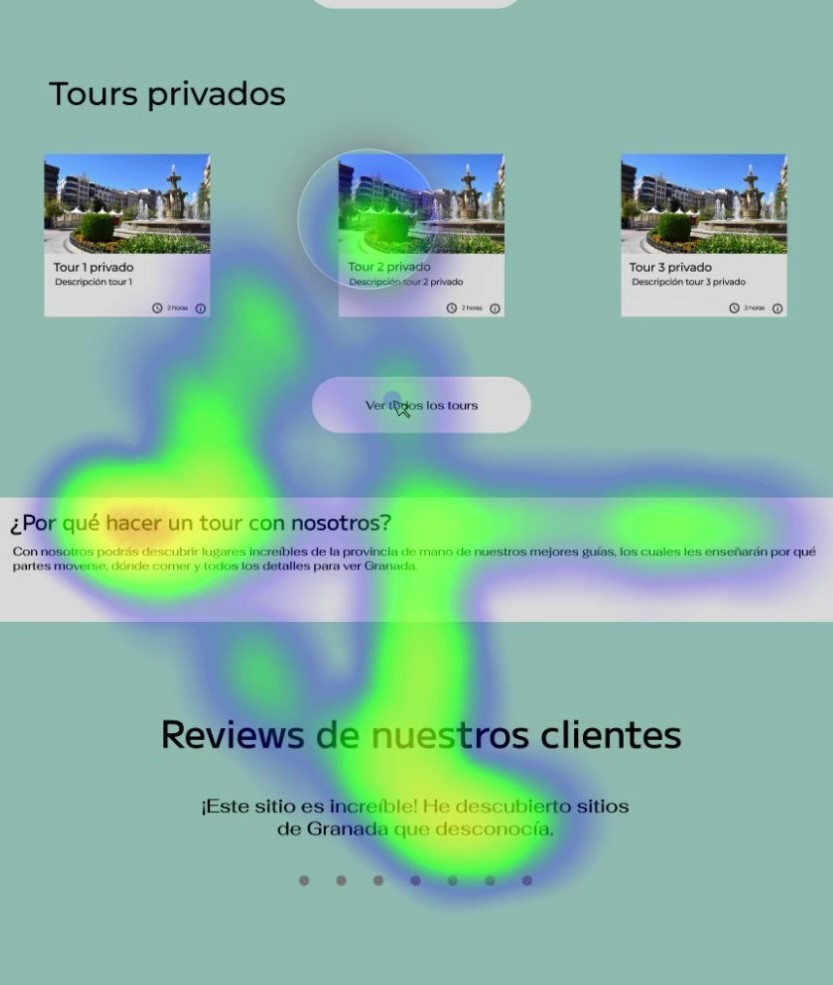 Tours privados
Tour 1 privado
Descripción tour 1
2 horas
Tour 2 privado
Descripción tour 2 privado
2 horas
Tour 3 privado
Descripción tour 3 privado
2 horas
Ver todos los tours
¿Por qué hacer un tour con nosotros?
Con nosotros podrás descubrir lugares increíbles de la provincia de mano de nuestros mejores guías, los cuales les enseñarán por qué
partes moverse, dónde comer y todos los detalles para ver Granada.
Reviews de nuestros clientes
¡Este sitio es increíble! He descubierto sitios
de Granada que desconocía.